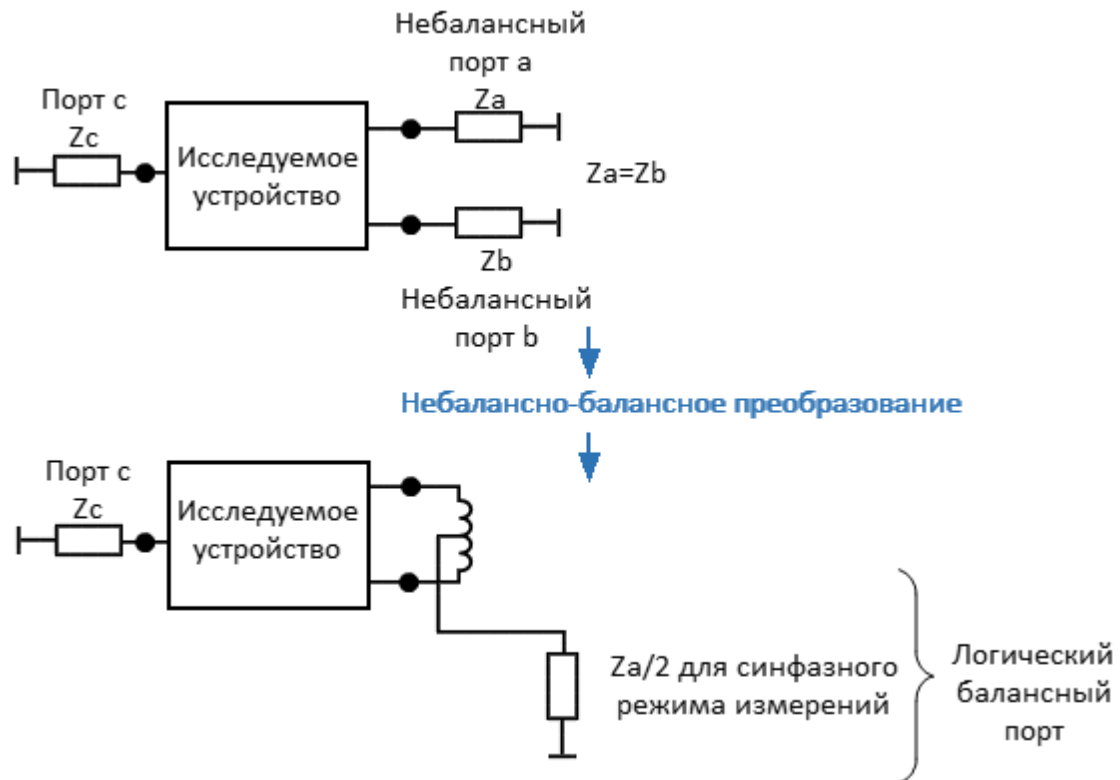 Небалансный
порт a
Za
Порт c
Zc
Исследуемое
устройство
Za=Zb
Zb
Небалансный
порт b
Небалансно-балансное преобразование
Порт c
Zc
Исследуемое
устройство
Za/2 для синфазного
режима измерений
Логический
балансный
порт